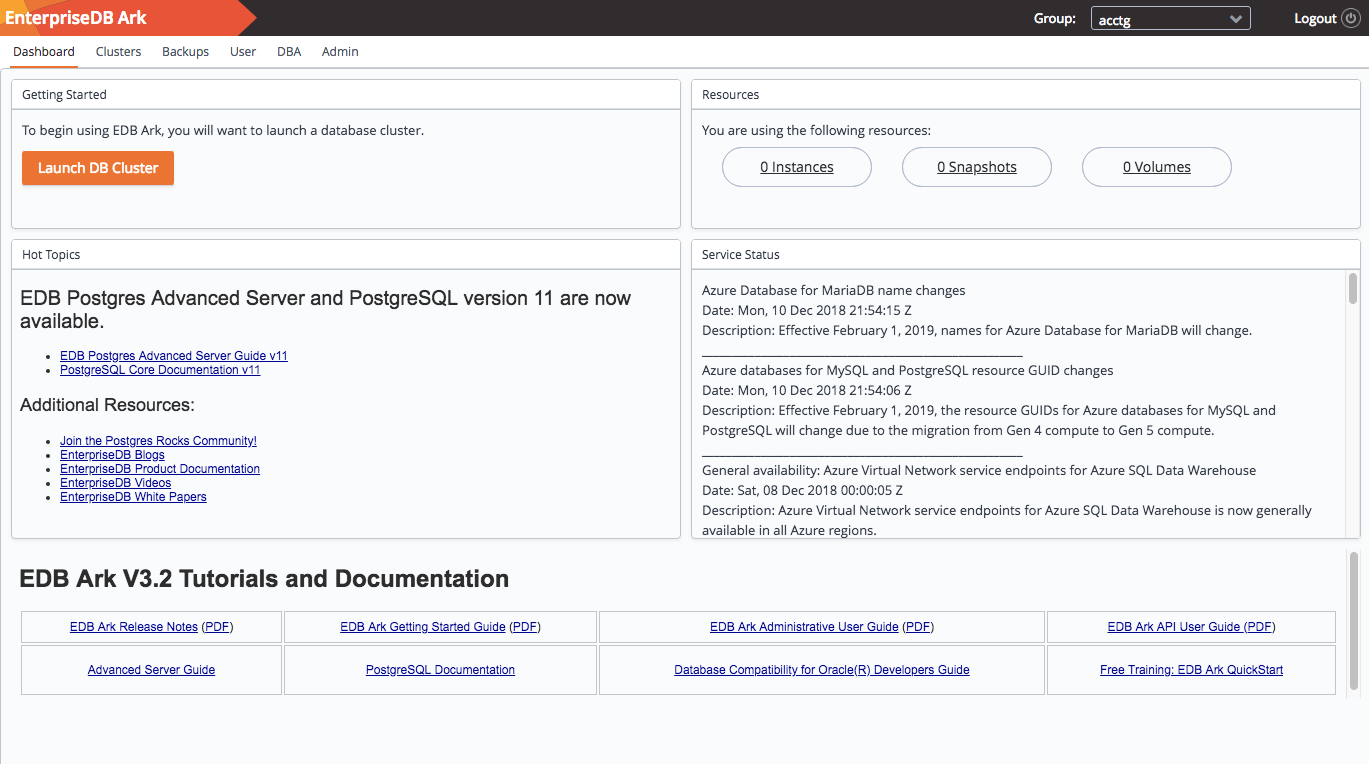 EnterpriseDB Ark
Group: acctg
Logout
Dashboard Clusters Backups User DBA Admin
Getting Started
To begin using EDB Ark, you will want to launch a database cluster.
Launch DB Cluster
Resources
You are using the following resources:
0 Instances 0 Snapshots 0 Volumes
Hot Topics
EDB Postgres Advanced Server and PostgreSQL version 11 are now
available.
EDB Postgres Advanced Server Guide v11
PostgreSQL Core Documentation v11
Additional Resources:
Join the Postgres Rocks Community!
EnterpriseDB Blogs
EnterpriseDB Product Documentation
EnterpriseDB Videos
EnterpriseDB White Papers
Service Status
Azure Database for MariaDB name changes
Date: Mon, 10 Dec 2018 21:54:15 Z
Description: Effective February 1, 2019, names for Azure Database for MariaDB will change.
Azure databases for MySQL and PostgreSQL resource GUID changes
Date: Mon, 10 Dec 2018 21:54:06 Z
Description: Effective February 1, 2019, the resource GUIDs for Azure databases for MySQL and
PostgreSQL will change due to the migration from Gen 4 compute to Gen 5 compute.
General availability: Azure Virtual Network service endpoints for Azure SQL Data Warehouse
Date: Sat, 08 Dec 2018 00:00:05 Z
Description: Azure Virtual Network service endpoints for Azure SQL Data Warehouse is now generally
available in all Azure regions.
EDB Ark V3.2 Tutorials and Documentation
EDB Ark Release Notes (PDF) EDB Ark Getting Started Guide (PDF) EDB Ark Administrative User Guide (PDF) EDB Ark API User Guide (PDF)
Advanced Server Guide PostgreSQL Documentation Database Compatibility for Oracle(R) Developers Guide Free Training: EDB Ark QuickStart